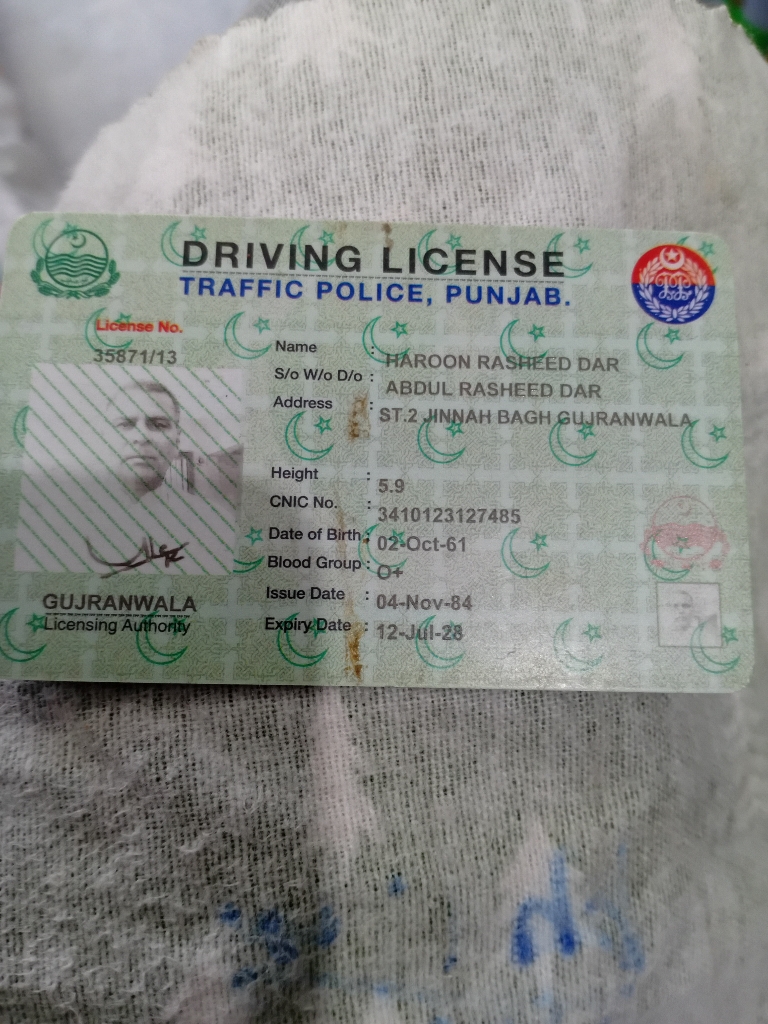 DRIVING LICENSE
TRAFFIC POLICE, PUNJAB.
License No.
35871/13
Name : HAROON RASHEED DAR
S/o W/o D/o : ABDUL RASHEED DAR
Address : ST.2 JINNAH BAGH GUJRANWALA
Height : 5.9
CNIC No. : 3410123127485
Date of Birth : 02-Oct-61
Blood Group : O+
Issue Date : 04-Nov-84
Expiry Date : 12-Jul-28
GUJRANWALA
Licensing Authority